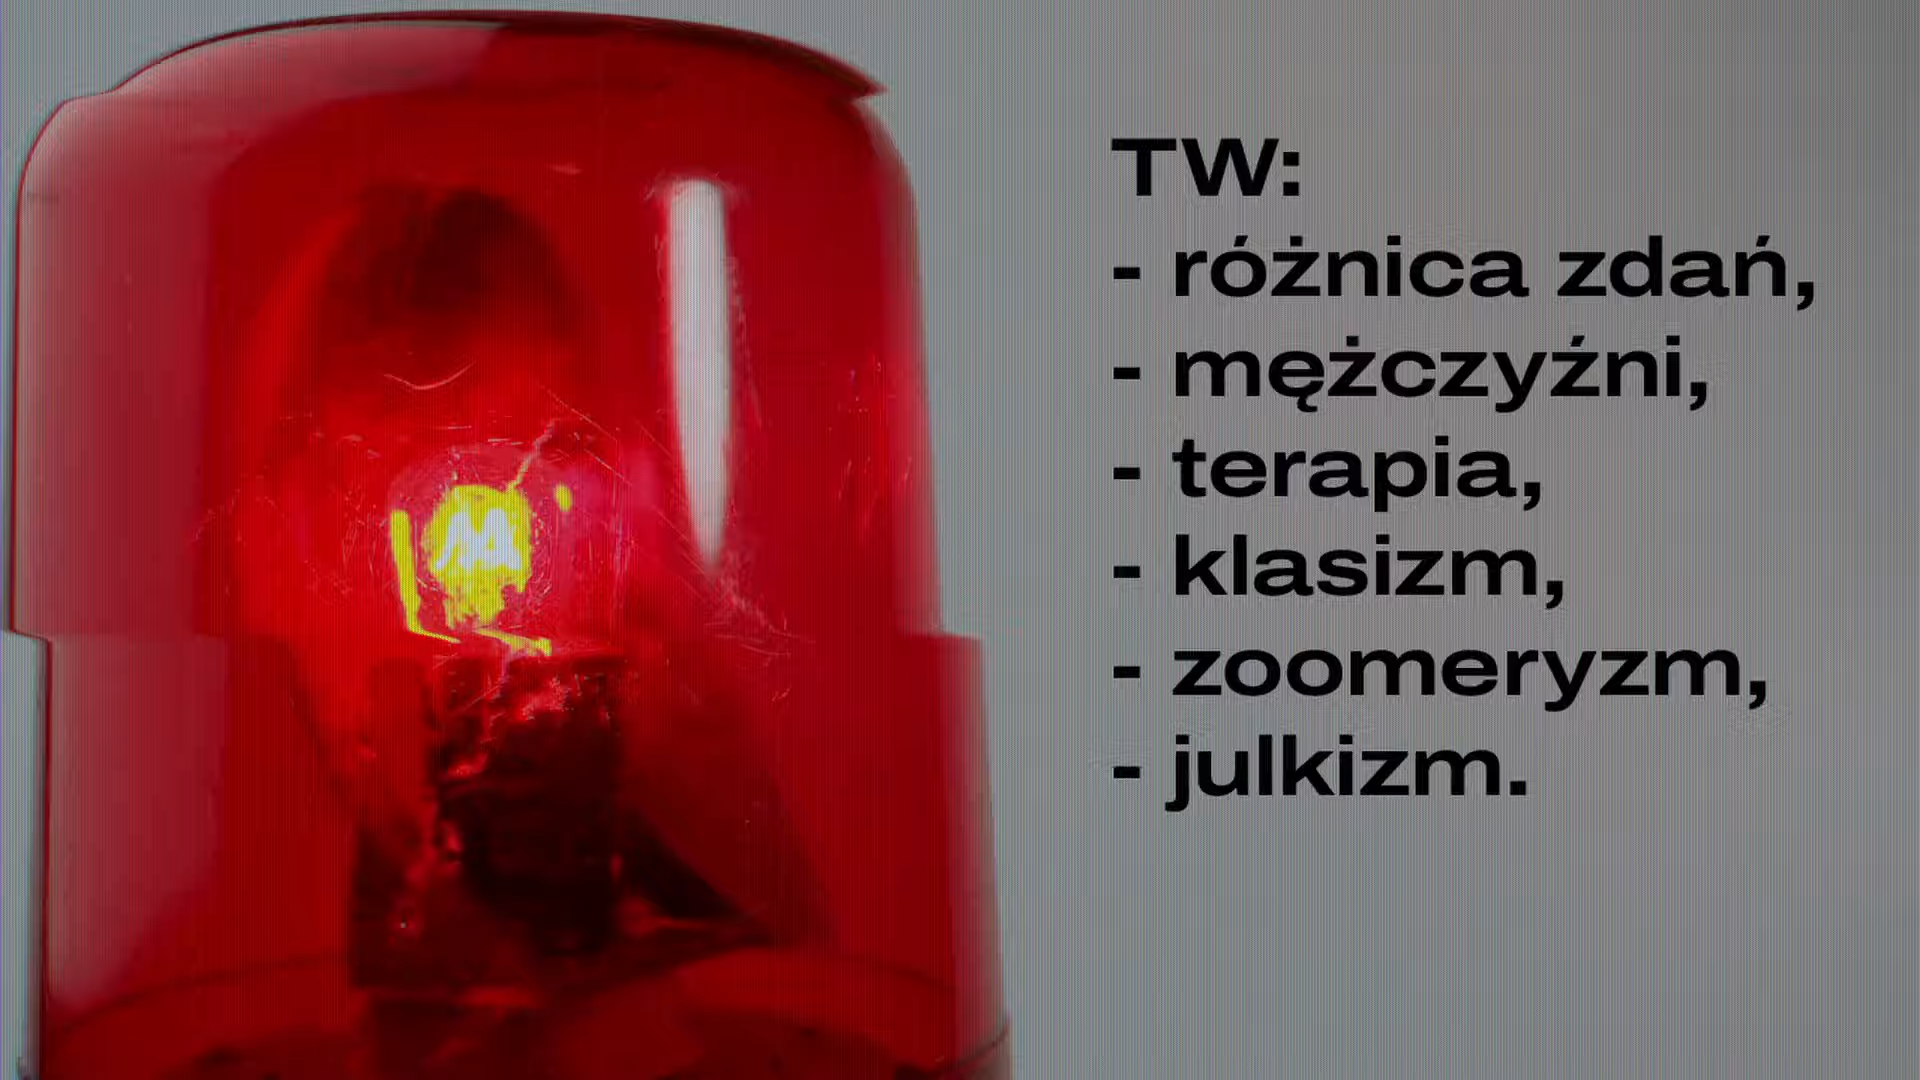 TW:
- różnica zdań,
- mężczyźni,
- terapia,
- klasizm,
- zoomeryzm,
- julkizm.